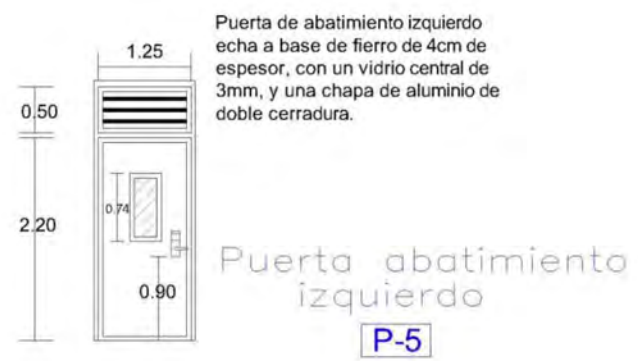 Puerta de abatimiento izquierdo
echa a base de fierro de 4cm de
espesor, con un vidrio central de
3mm, y una chapa de aluminio de
doble cerradura.
1.25
0.50
2.20
0.74
0.90
Puerta abatimiento
izquierdo
P-5